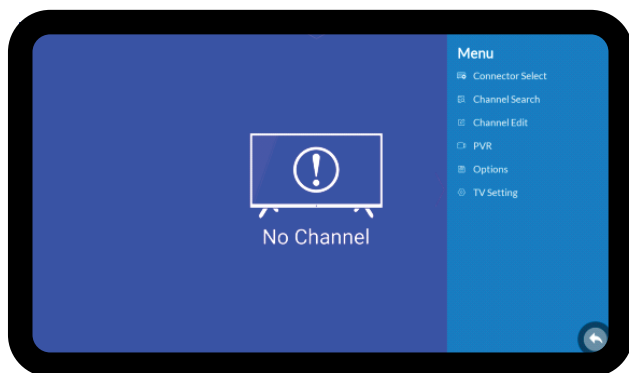 Menu
Connector Select
Channel Search
Channel Edit
PVR
Options
TV Setting
No Channel